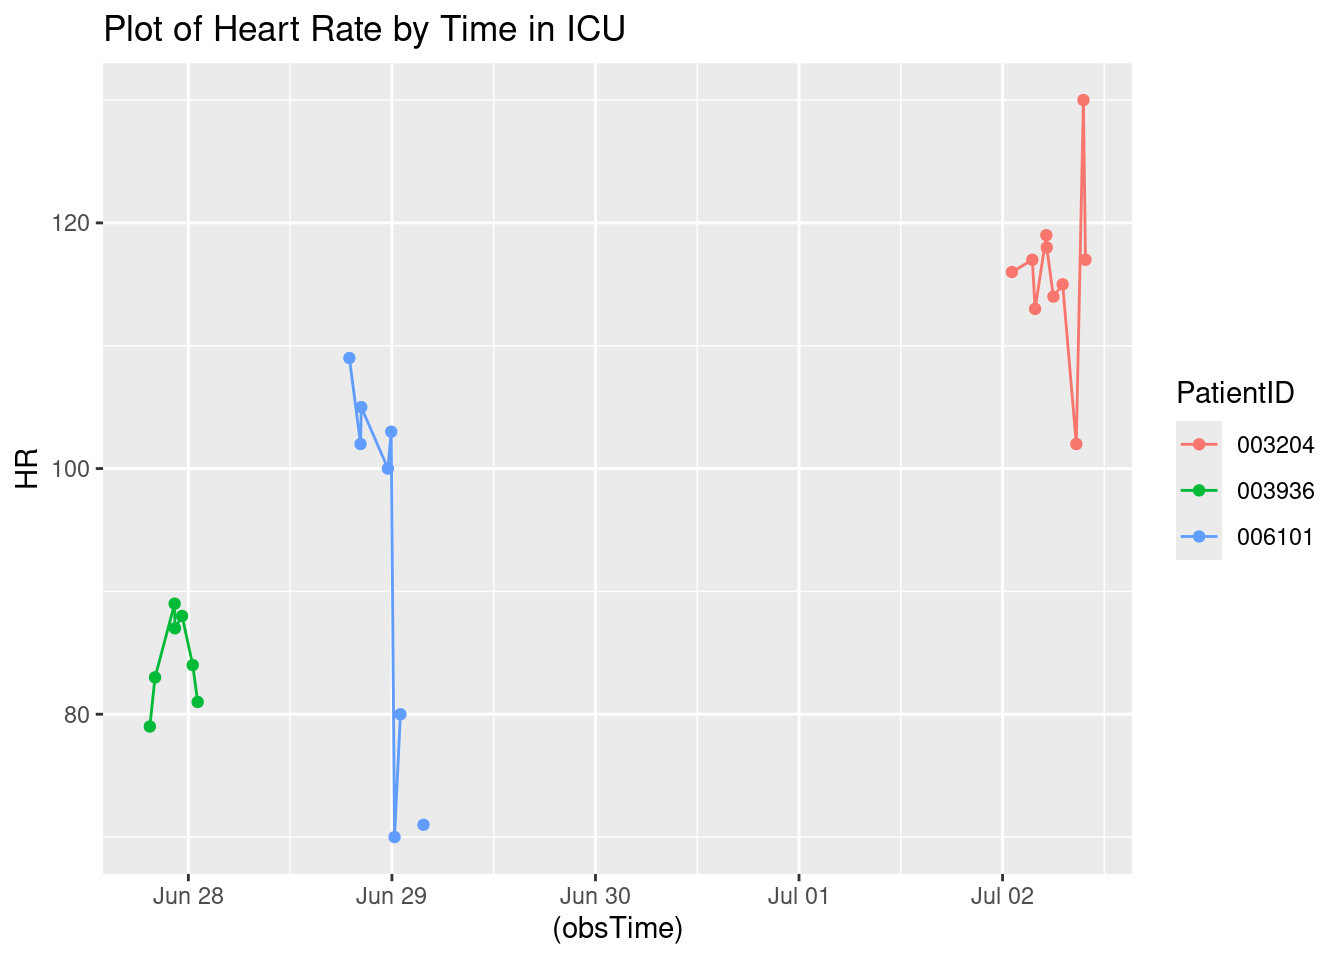 Plot of Heart Rate by Time in ICU
HR
120
100
80
Jun 28 Jun 29 Jun 30 Jul 01 Jul 02
(obsTime)
PatientID
003204
003936
006101